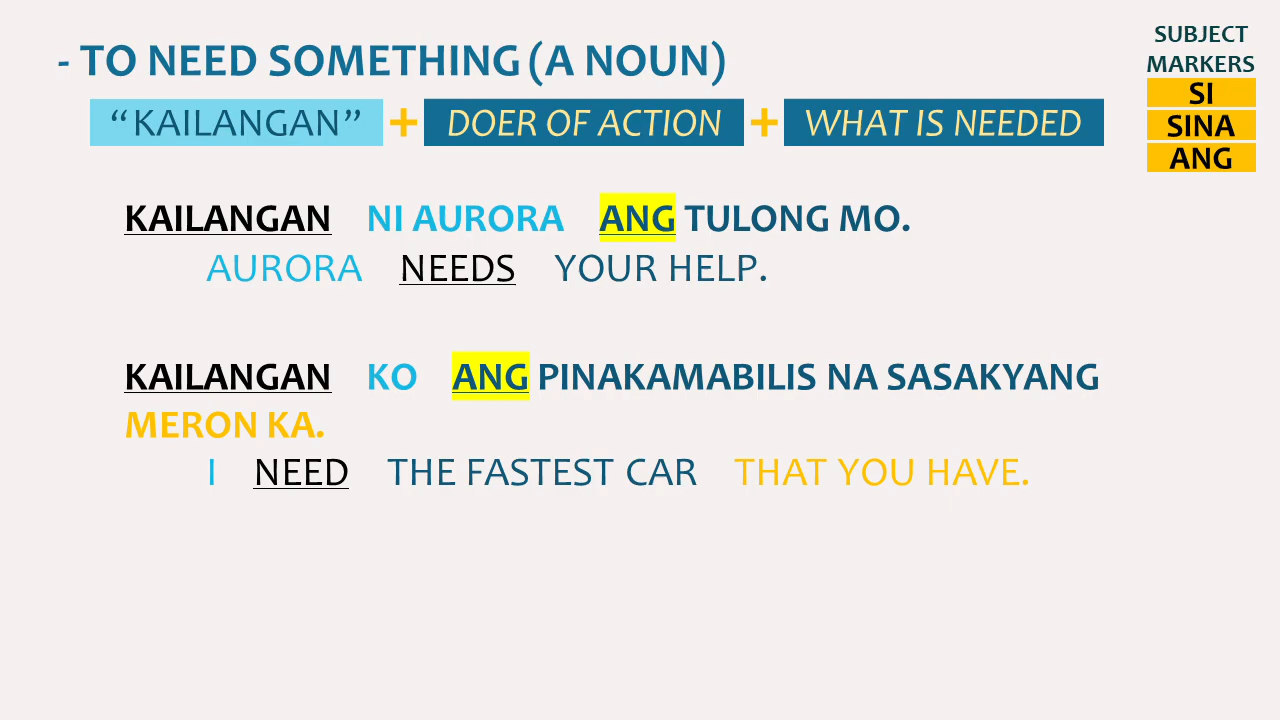 - TO NEED SOMETHING (A NOUN)
“KAILANGAN” + DOER OF ACTION + WHAT IS NEEDED
SUBJECT
MARKERS
SI
SINA
ANG
KAILANGAN NI AURORA ANG TULONG MO.
AURORA NEEDS YOUR HELP.
KAILANGAN KO ANG PINAKAMABILIS NA SASAKYANG
MERON KA.
I NEED THE FASTEST CAR THAT YOU HAVE.